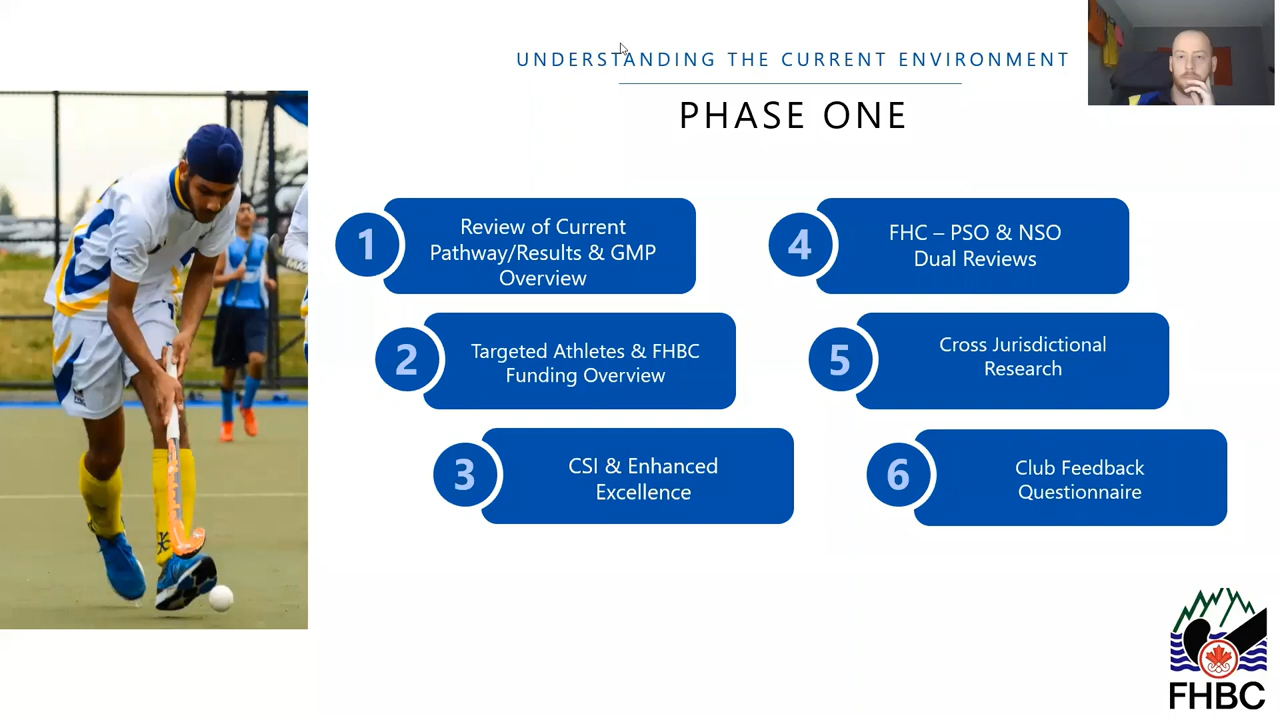 UNDERSTANDING THE CURRENT ENVIRONMENT
PHASE ONE
1
Review of Current
Pathway/Results & GMP
Overview
2
Targeted Athletes & FHBC
Funding Overview
3
CSI & Enhanced
Excellence
4
FHC – PSO & NSO
Dual Reviews
5
Cross Jurisdictional
Research
6
Club Feedback
Questionnaire
FHBC